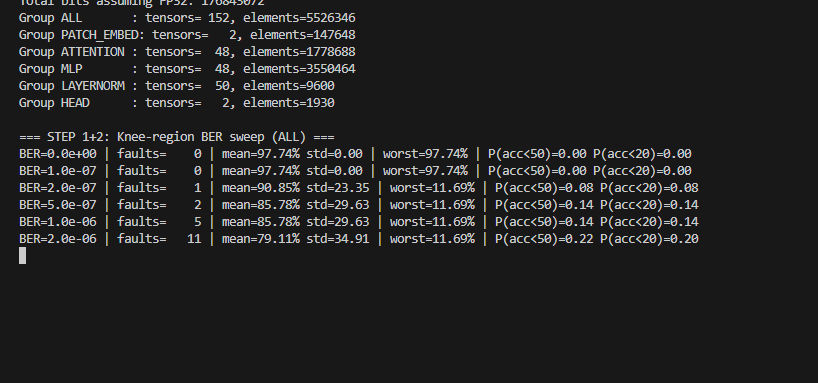 Total bits assuming FP32: 176843072
Group ALL        : tensors= 152, elements=5526346
Group PATCH_EMBED: tensors=   2, elements=147648
Group ATTENTION : tensors=  48, elements=1778688
Group MLP        : tensors=  48, elements=3550464
Group LAYERNORM : tensors=  50, elements=9600
Group HEAD       : tensors=   2, elements=1930

=== STEP 1+2: Knee-region BER sweep (ALL) ===
BER=0.0e+00 | faults=    0 | mean=97.74% std=0.00 | worst=97.74% | P(acc<50)=0.00 P(acc<20)=0.00
BER=1.0e-07 | faults=    0 | mean=97.74% std=0.00 | worst=97.74% | P(acc<50)=0.00 P(acc<20)=0.00
BER=2.0e-07 | faults=    1 | mean=90.85% std=23.35 | worst=11.69% | P(acc<50)=0.08 P(acc<20)=0.08
BER=5.0e-07 | faults=    2 | mean=85.78% std=29.63 | worst=11.69% | P(acc<50)=0.14 P(acc<20)=0.14
BER=1.0e-06 | faults=    5 | mean=85.78% std=29.63 | worst=11.69% | P(acc<50)=0.14 P(acc<20)=0.14
BER=2.0e-06 | faults=   11 | mean=79.11% std=34.91 | worst=11.69% | P(acc<50)=0.22 P(acc<20)=0.20